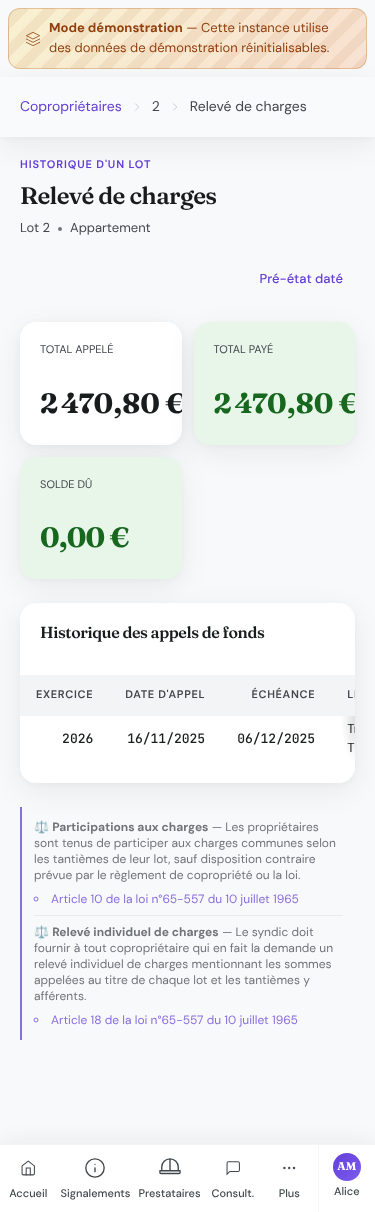 Mode démonstration — Cette instance utilise
des données de démonstration réinitialisables.
Copropriétaires 2 Relevé de charges
HISTORIQUE D'UN LOT
Relevé de charges
Lot 2 • Appartement
Pré-état daté
TOTAL APPELÉ
2 470,80 €
TOTAL PAYÉ
2 470,80 €
SOLDE DÛ
0,00 €
Historique des appels de fonds
EXERCICE DATE D'APPEL ÉCHÉANCE
2026 16/11/2025 06/12/2025
⚖️ Participations aux charges — Les propriétaires
sont tenus de participer aux charges communes selon
les tantièmes de leur lot, sauf disposition contraire
prévue par le règlement de copropriété ou la loi.
Article 10 de la loi n°65-557 du 10 juillet 1965
⚖️ Relevé individuel de charges — Le syndic doit
fournir à tout copropriétaire qui en fait la demande un
relevé individuel de charges mentionnant les sommes
appelées au titre de chaque lot et les tantièmes y
afférents.
Article 18 de la loi n°65-557 du 10 juillet 1965
Accueil Signalements Prestataires Consult. Plus
AM
Alice